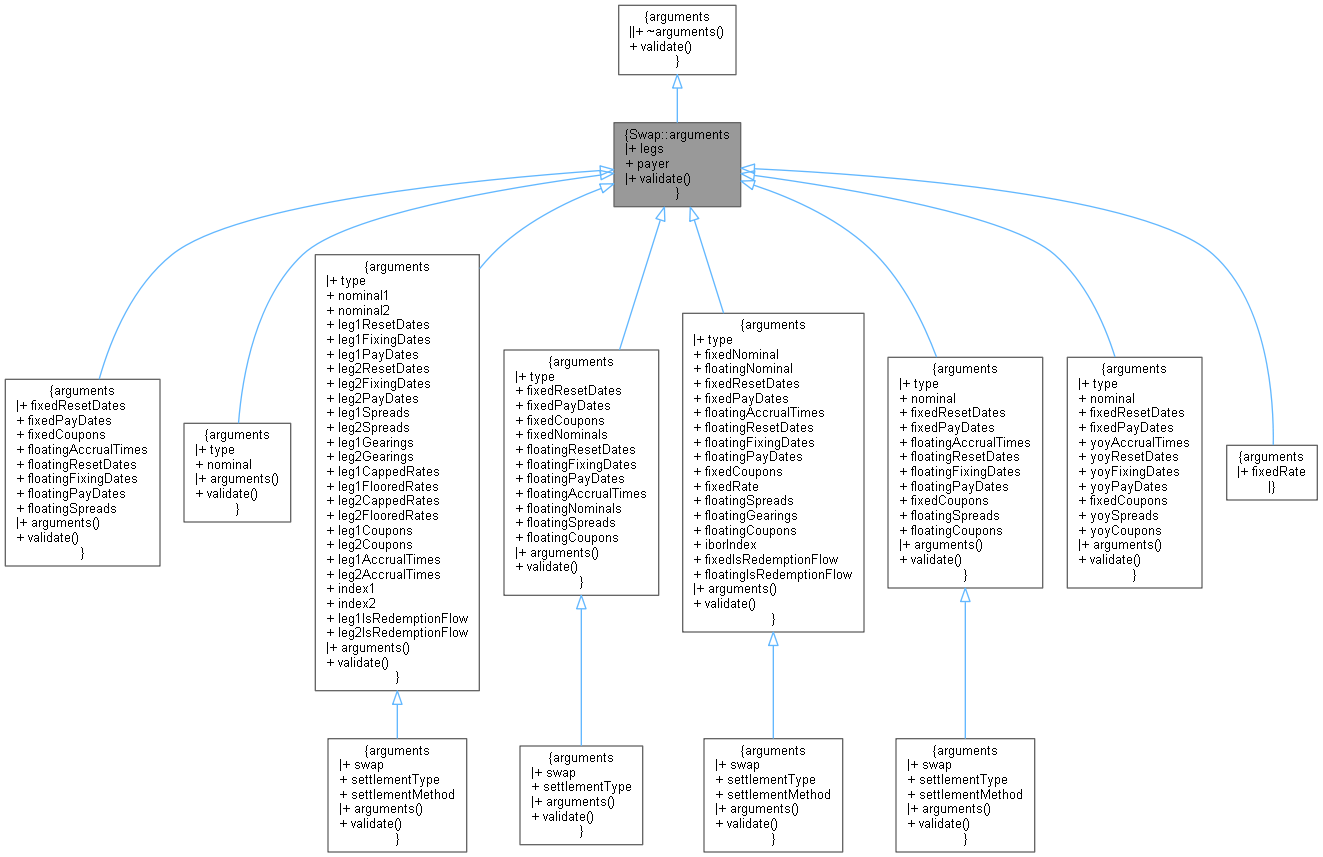 {arguments
||+ ~arguments()
+ validate()
}
{Swap::arguments
|+ legs
+ payer
|+ validate()
}
{arguments
|+ fixedResetDates
+ fixedPayDates
+ fixedCoupons
+ floatingAccrualTimes
+ floatingResetDates
+ floatingFixingDates
+ floatingPayDates
+ floatingSpreads
|+ arguments()
+ validate()
}
{arguments
|+ type
+ nominal
|+ arguments()
+ validate()
}
{arguments
|+ type
+ nominal1
+ nominal2
+ leg1ResetDates
+ leg1FixingDates
+ leg1PayDates
+ leg2ResetDates
+ leg2FixingDates
+ leg2PayDates
+ leg1Spreads
+ leg2Spreads
+ leg1Gearings
+ leg2Gearings
+ leg1CappedRates
+ leg1FlooredRates
+ leg2CappedRates
+ leg2FlooredRates
+ leg1Coupons
+ leg2Coupons
+ leg1AccrualTimes
+ leg2AccrualTimes
+ index1
+ index2
+ leg1IsRedemptionFlow
+ leg2IsRedemptionFlow
|+ arguments()
+ validate()
}
{arguments
|+ type
+ fixedResetDates
+ fixedPayDates
+ fixedCoupons
+ fixedNominals
+ floatingResetDates
+ floatingFixingDates
+ floatingPayDates
+ floatingAccrualTimes
+ floatingNominals
+ floatingSpreads
+ floatingCoupons
|+ arguments()
+ validate()
}
{arguments
|+ type
+ fixedNominal
+ floatingNominal
+ fixedResetDates
+ fixedPayDates
+ floatingAccrualTimes
+ floatingResetDates
+ floatingFixingDates
+ floatingPayDates
+ fixedCoupons
+ fixedRate
+ floatingSpreads
+ floatingGearings
+ floatingCoupons
+ iborIndex
+ fixedIsRedemptionFlow
+ floatingIsRedemptionFlow
|+ arguments()
+ validate()
}
{arguments
|+ type
+ nominal
+ fixedResetDates
+ fixedPayDates
+ floatingAccrualTimes
+ floatingResetDates
+ floatingFixingDates
+ floatingPayDates
+ fixedCoupons
+ floatingSpreads
+ floatingCoupons
|+ arguments()
+ validate()
}
{arguments
|+ type
+ nominal
+ fixedResetDates
+ fixedPayDates
+ yoyAccrualTimes
+ yoyResetDates
+ yoyFixingDates
+ yoyPayDates
+ fixedCoupons
+ yoySpreads
+ yoyCoupons
|+ arguments()
+ validate()
}
{arguments
|+ fixedRate
|}
{arguments
|+ swap
+ settlementType
+ settlementMethod
|+ arguments()
+ validate()
}
{arguments
|+ swap
+ settlementType
|+ arguments()
+ validate()
}
{arguments
|+ swap
+ settlementType
+ settlementMethod
|+ arguments()
+ validate()
}
{arguments
|+ swap
+ settlementType
+ settlementMethod
|+ arguments()
+ validate()
}